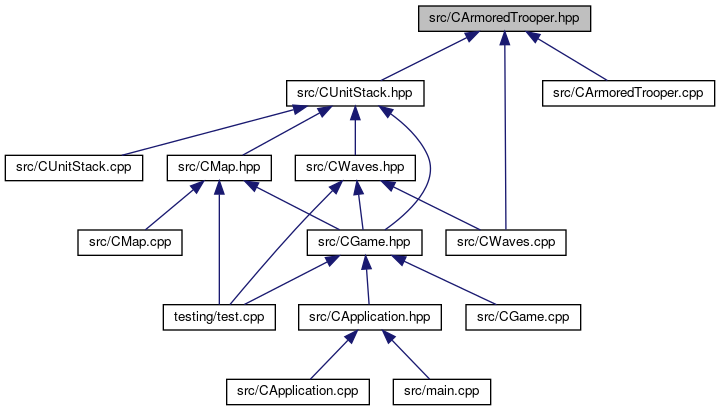 src/CArmoredTrooper.hpp
src/CUnitStack.hpp
src/CArmoredTrooper.cpp
src/CUnitStack.cpp
src/CMap.hpp
src/CWaves.hpp
src/CMap.cpp
src/CGame.hpp
src/CWaves.cpp
testing/test.cpp
src/CApplication.hpp
src/CGame.cpp
src/CApplication.cpp
src/main.cpp